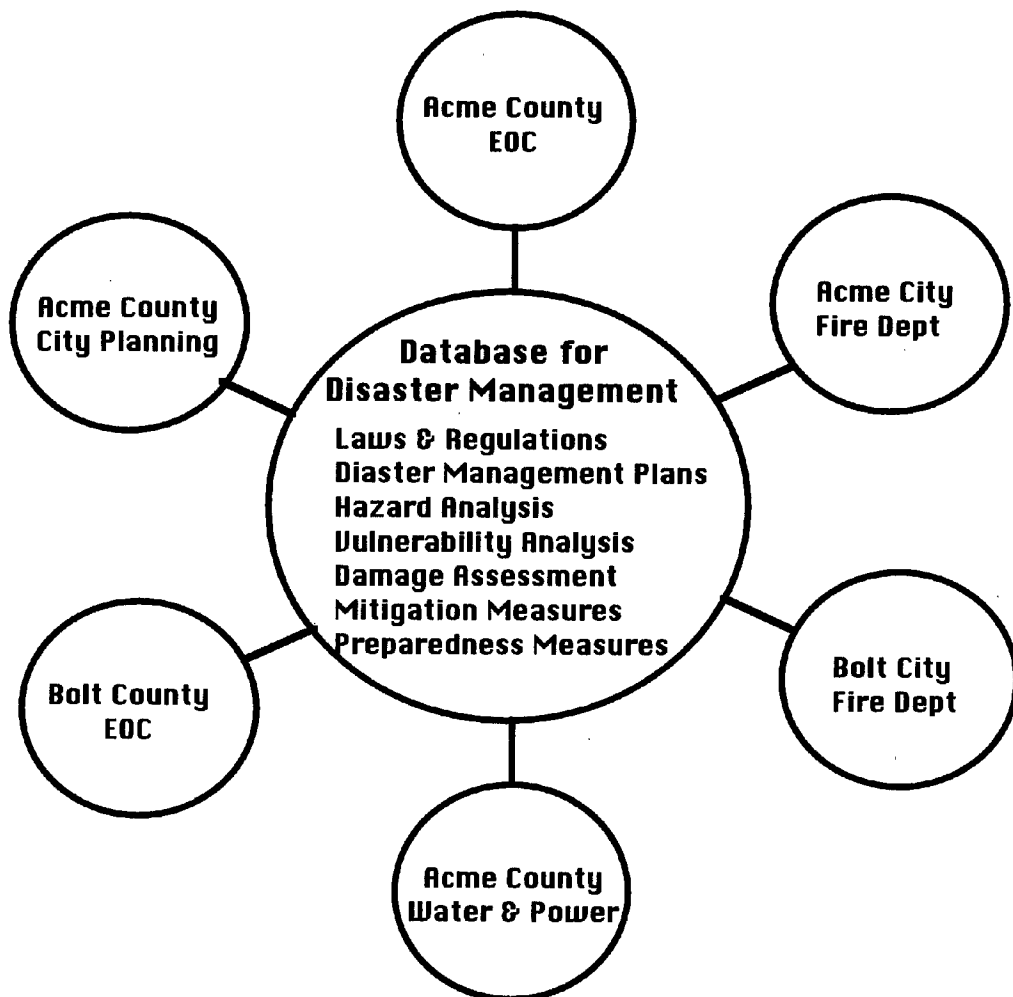 Acme County
EOC
Acme County
City Planning
Acme City
Fire Dept
Database for
Disaster Management
Laws & Regulations
Diaster Management Plans
Hazard Analysis
Vulnerability Analysis
Damage Assessment
Mitigation Measures
Preparedness Measures
Bolt County
EOC
Bolt City
Fire Dept
Acme County
Water & Power